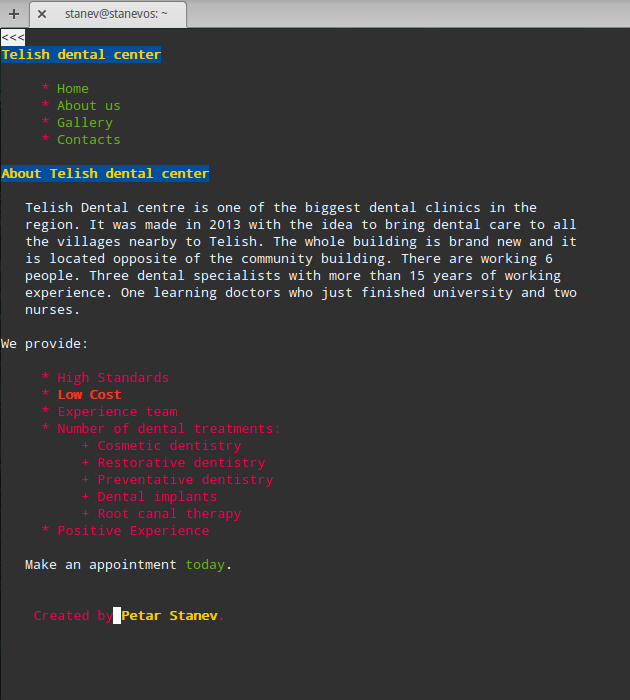 stanev@stanevos: ~
<<<
Telish dental center
* Home
* About us
* Gallery
* Contacts
About Telish dental center
Telish Dental centre is one of the biggest dental clinics in the
region. It was made in 2013 with the idea to bring dental care to all
the villages nearby to Telish. The whole building is brand new and it
is located opposite of the community building. There are working 6
people. Three dental specialists with more than 15 years of working
experience. One learning doctors who just finished university and two
nurses.
We provide:
* High Standards
* Low Cost
* Experience team
* Number of dental treatments:
+ Cosmetic dentistry
+ Restorative dentistry
+ Preventative dentistry
+ Dental implants
+ Root canal therapy
* Positive Experience
Make an appointment today.
Created by Petar Stanev.